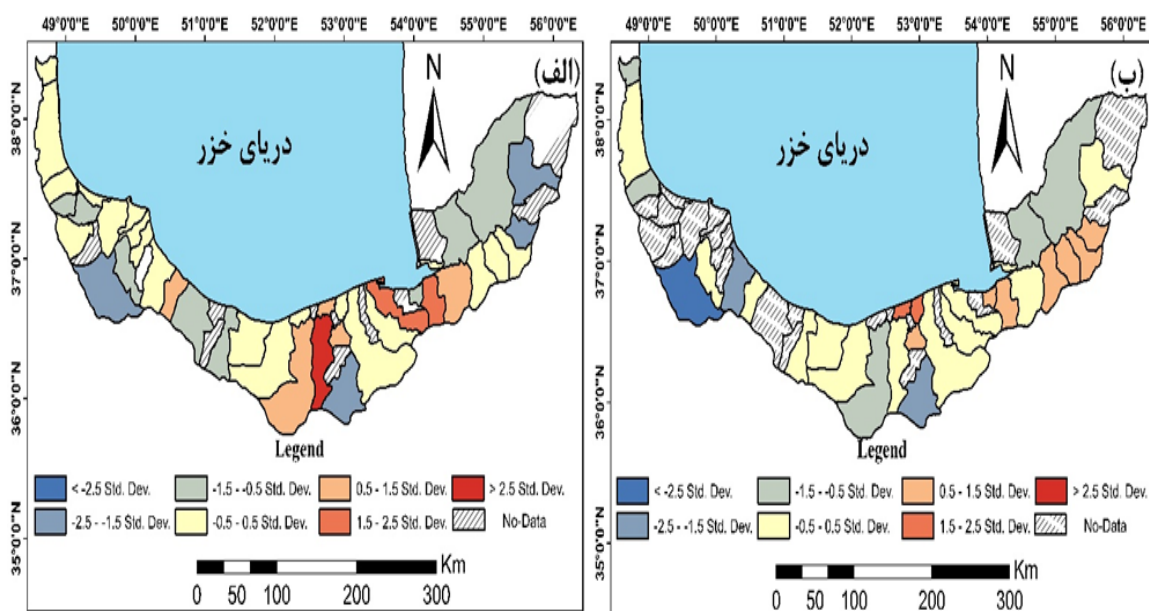 49°0'0"E 50°0'0"E 51°0'0"E 52°0'0"E 53°0'0"E 54°0'0"E 55°0'0"E 56°0'0"E
N
(الف)
دریای خزر
38°0'0"N
37°0'0"N
36°0'0"N
35°0'0"N
Legend
< -2.5 Std. Dev.
-1.5 - -0.5 Std. Dev.
0.5 - 1.5 Std. Dev.
> 2.5 Std. Dev.
-2.5 - -1.5 Std. Dev.
-0.5 - 0.5 Std. Dev.
1.5 - 2.5 Std. Dev.
No-Data
Km
0 50 100 200 300
49°0'0"E 50°0'0"E 51°0'0"E 52°0'0"E 53°0'0"E 54°0'0"E 55°0'0"E 56°0'0"E
N
(ب)
دریای خزر
38°0'0"N
37°0'0"N
36°0'0"N
35°0'0"N
Legend
< -2.5 Std. Dev.
-1.5 - -0.5 Std. Dev.
0.5 - 1.5 Std. Dev.
> 2.5 Std. Dev.
-2.5 - -1.5 Std. Dev.
-0.5 - 0.5 Std. Dev.
1.5 - 2.5 Std. Dev.
No-Data
Km
0 50 100 200 300